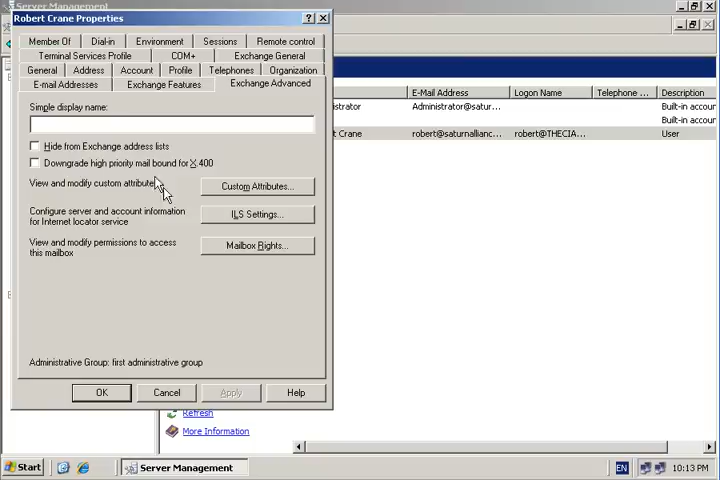 Server Management
Robert Crane Properties
Member Of Dial-in Environment Sessions Remote control
Terminal Services Profile COM+ Exchange General
General Address Account Profile Telephones Organization
E-mail Addresses Exchange Features Exchange Advanced
Simple display name:
Hide from Exchange address lists
Downgrade high priority mail bound for X.400
View and modify custom attribute
Custom Attributes...
Configure server and account information
for Internet locator service
ILS Settings...
View and modify permissions to access
this mailbox
Mailbox Rights...
Administrative Group: first administrative group
OK Cancel Apply Help
E-Mail Address Logon Name Telephone ... Description
istrator Administrator@satur... Built-in accour
Built-in accour
t Crane robert@saturnallianc... robert@THECIA... User
Refresh
More Information
Start Server Management EN 10:13 PM